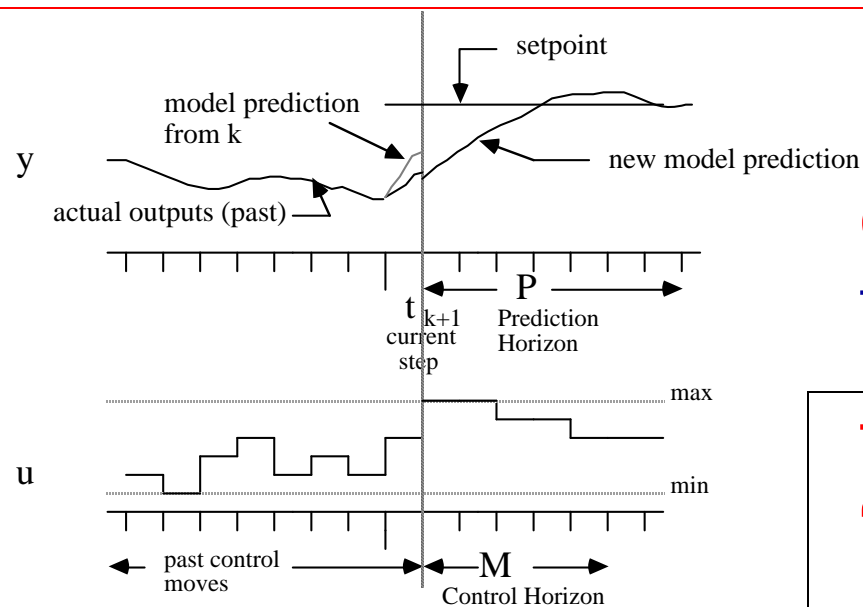 setpoint
model prediction
from k
y
new model prediction
actual outputs (past)
P
t k+1
Prediction
Horizon
current
step
max
u
min
past control
moves
M
Control Horizon